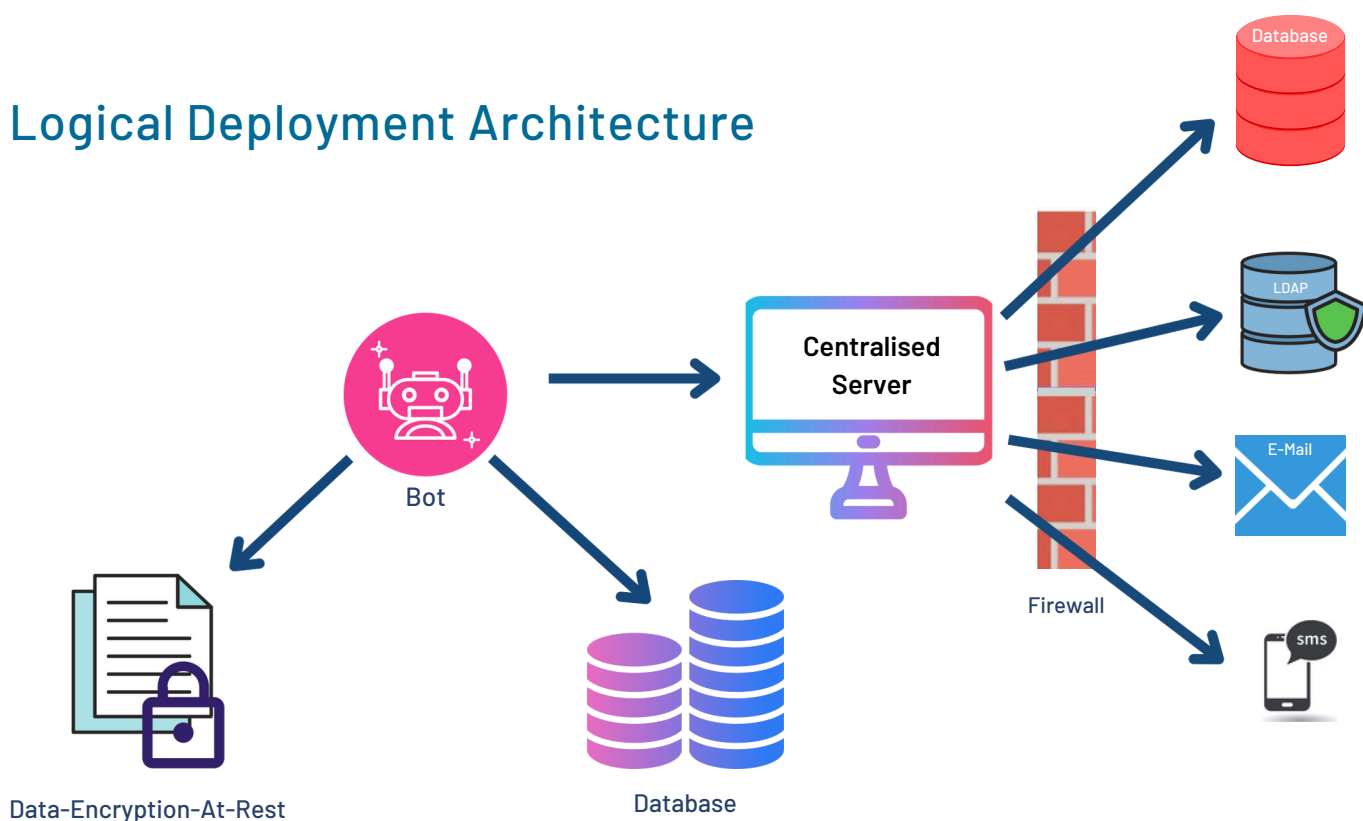 Logical Deployment Architecture
Database
LDAP
Centralised
Server
E-Mail
Bot
Firewall
sms
Data-Encryption-At-Rest
Database